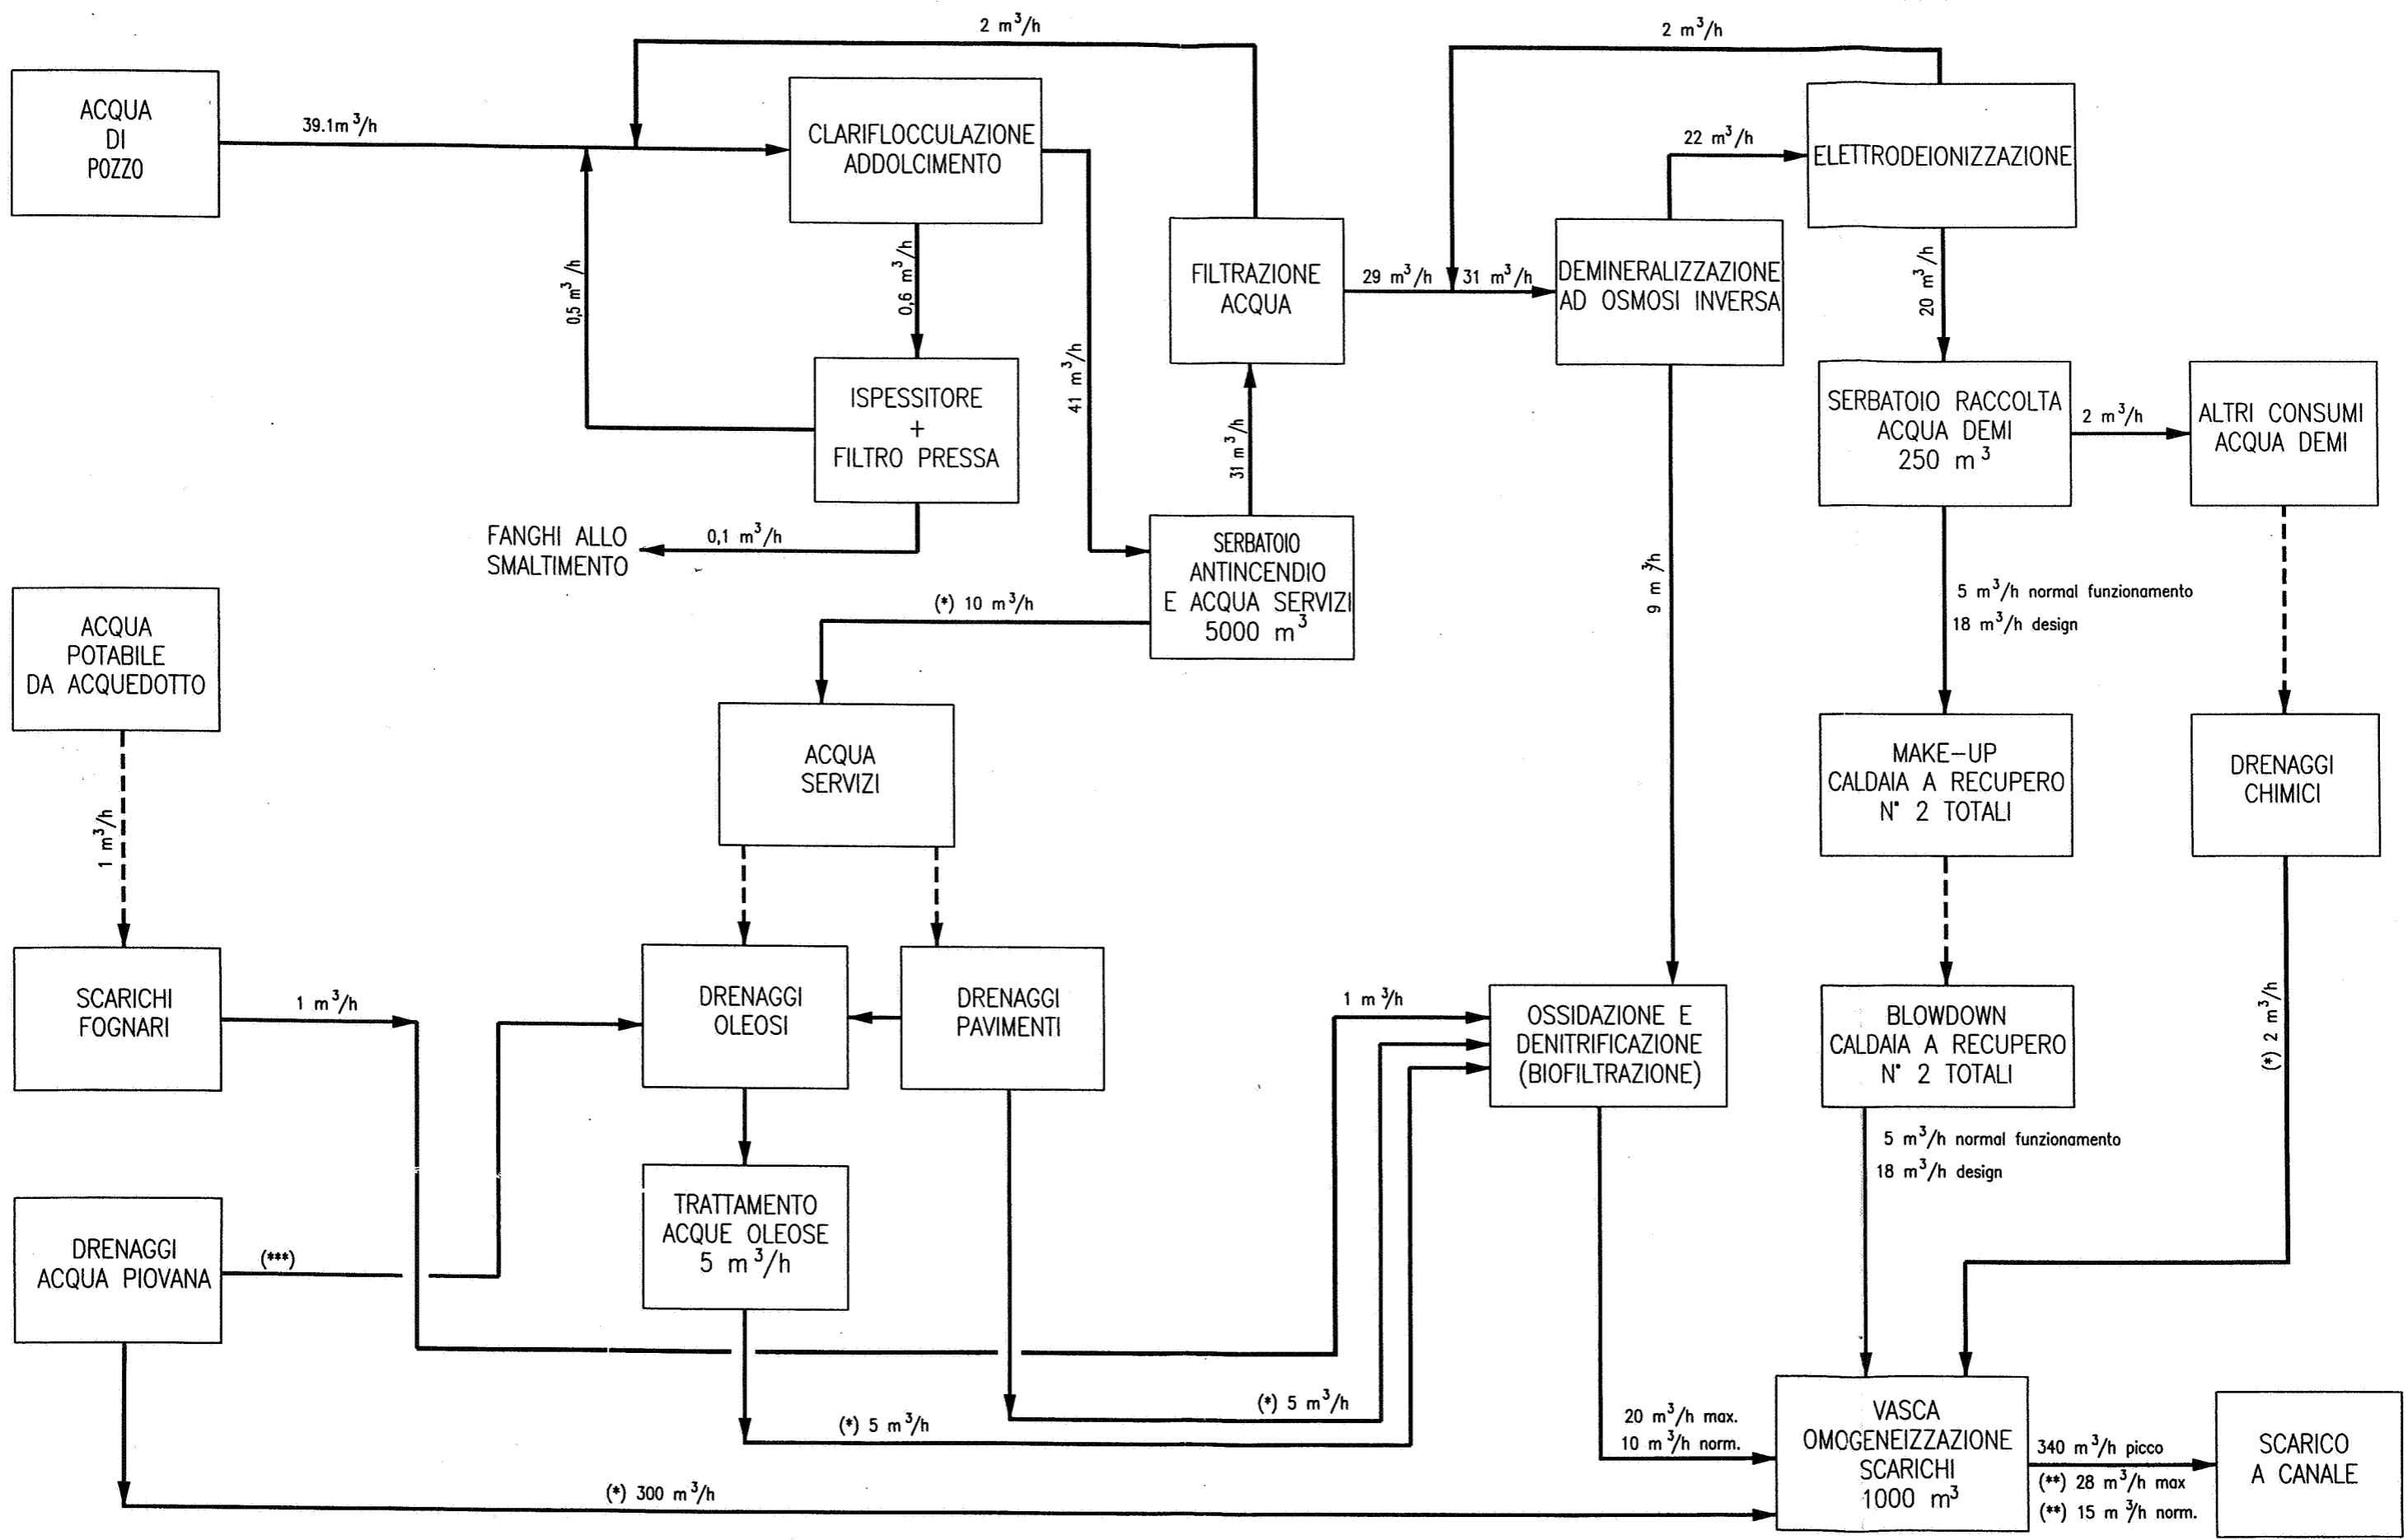 2 m³/h
2 m³/h
ACQUA
DI
POZZO
39.1m³/h
CLARIFLOCCULAZIONE
ADDOLCIMENTO
22 m³/h
ELETTRODEIONIZZAZIONE
0,5 m³/h
0,6 m³/h
FILTRAZIONE
ACQUA
29 m³/h
31 m³/h
DEMINERALIZZAZIONE
AD OSMOSI INVERSA
20 m³/h
41 m³/h
ISPESSITORE
+
FILTRO PRESSA
31 m³/h
SERBATOIO RACCOLTA
ACQUA DEMI
250 m³
2 m³/h
ALTRI CONSUMI
ACQUA DEMI
FANGHI ALLO
SMALTIMENTO
0,1 m³/h
SERBATOIO
ANTINCENDIO
E ACQUA SERVIZI
5000 m³
9 m³/h
5 m³/h normal funzionamento
18 m³/h design
(*) 10 m³/h
ACQUA
POTABILE
DA ACQUEDOTTO
1 m³/h
ACQUA
SERVIZI
MAKE-UP
CALDAIA A RECUPERO
N° 2 TOTALI
DRENAGGI
CHIMICI
SCARICHI
FOGNARI
1 m³/h
DRENAGGI
OLEOSI
DRENAGGI
PAVIMENTI
1 m³/h
OSSIDAZIONE E
DENITRIFICAZIONE
(BIOFILTRAZIONE)
BLOWDOWN
CALDAIA A RECUPERO
N° 2 TOTALI
(*) 2 m³/h
5 m³/h normal funzionamento
18 m³/h design
DRENAGGI
ACQUA PIOVANA
(***)
TRATTAMENTO
ACQUE OLEOSE
5 m³/h
(*) 5 m³/h
(*) 5 m³/h
20 m³/h max.
10 m³/h norm.
VASCA
OMOGENEIZZAZIONE
SCARICHI
1000 m³
340 m³/h picco
(**) 28 m³/h max
(**) 15 m³/h norm.
SCARICO
A CANALE
(*) 300 m³/h